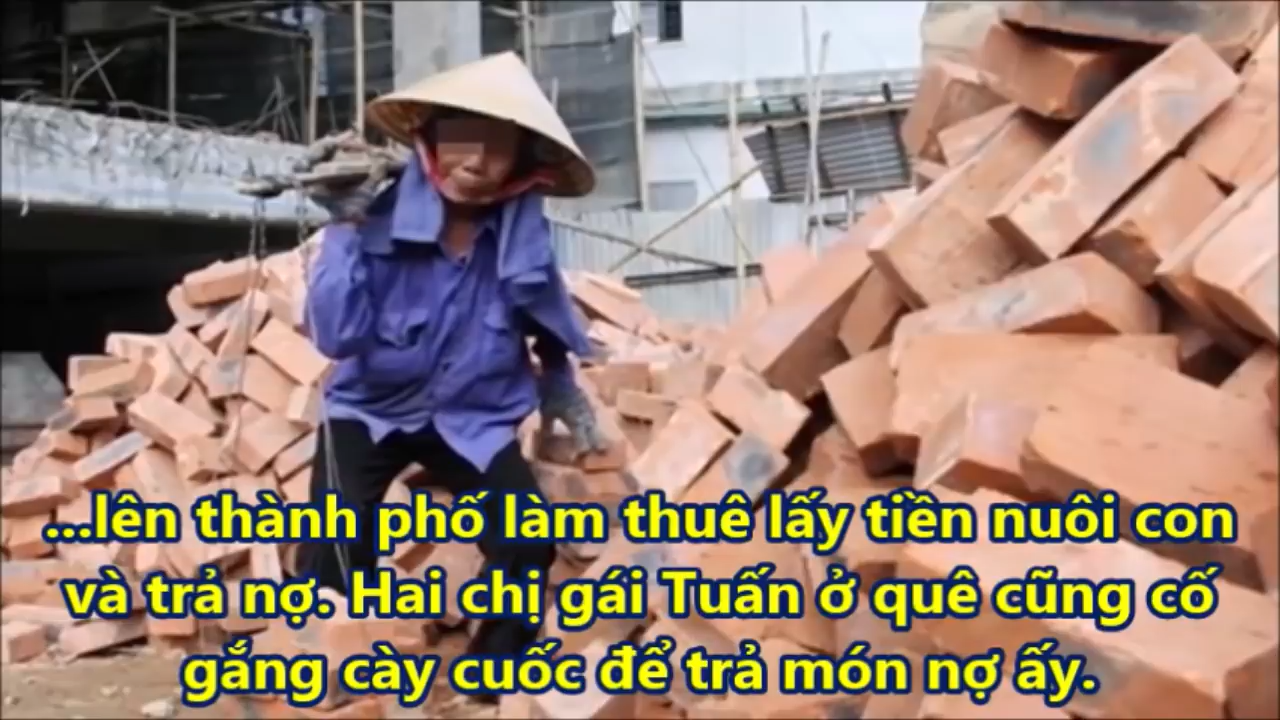 ...lên thành phố làm thuê lấy tiền nuôi con
và trả nợ. Hai chị gái Tuấn ở quê cũng cố
gắng cày cuốc để trả món nợ ấy.